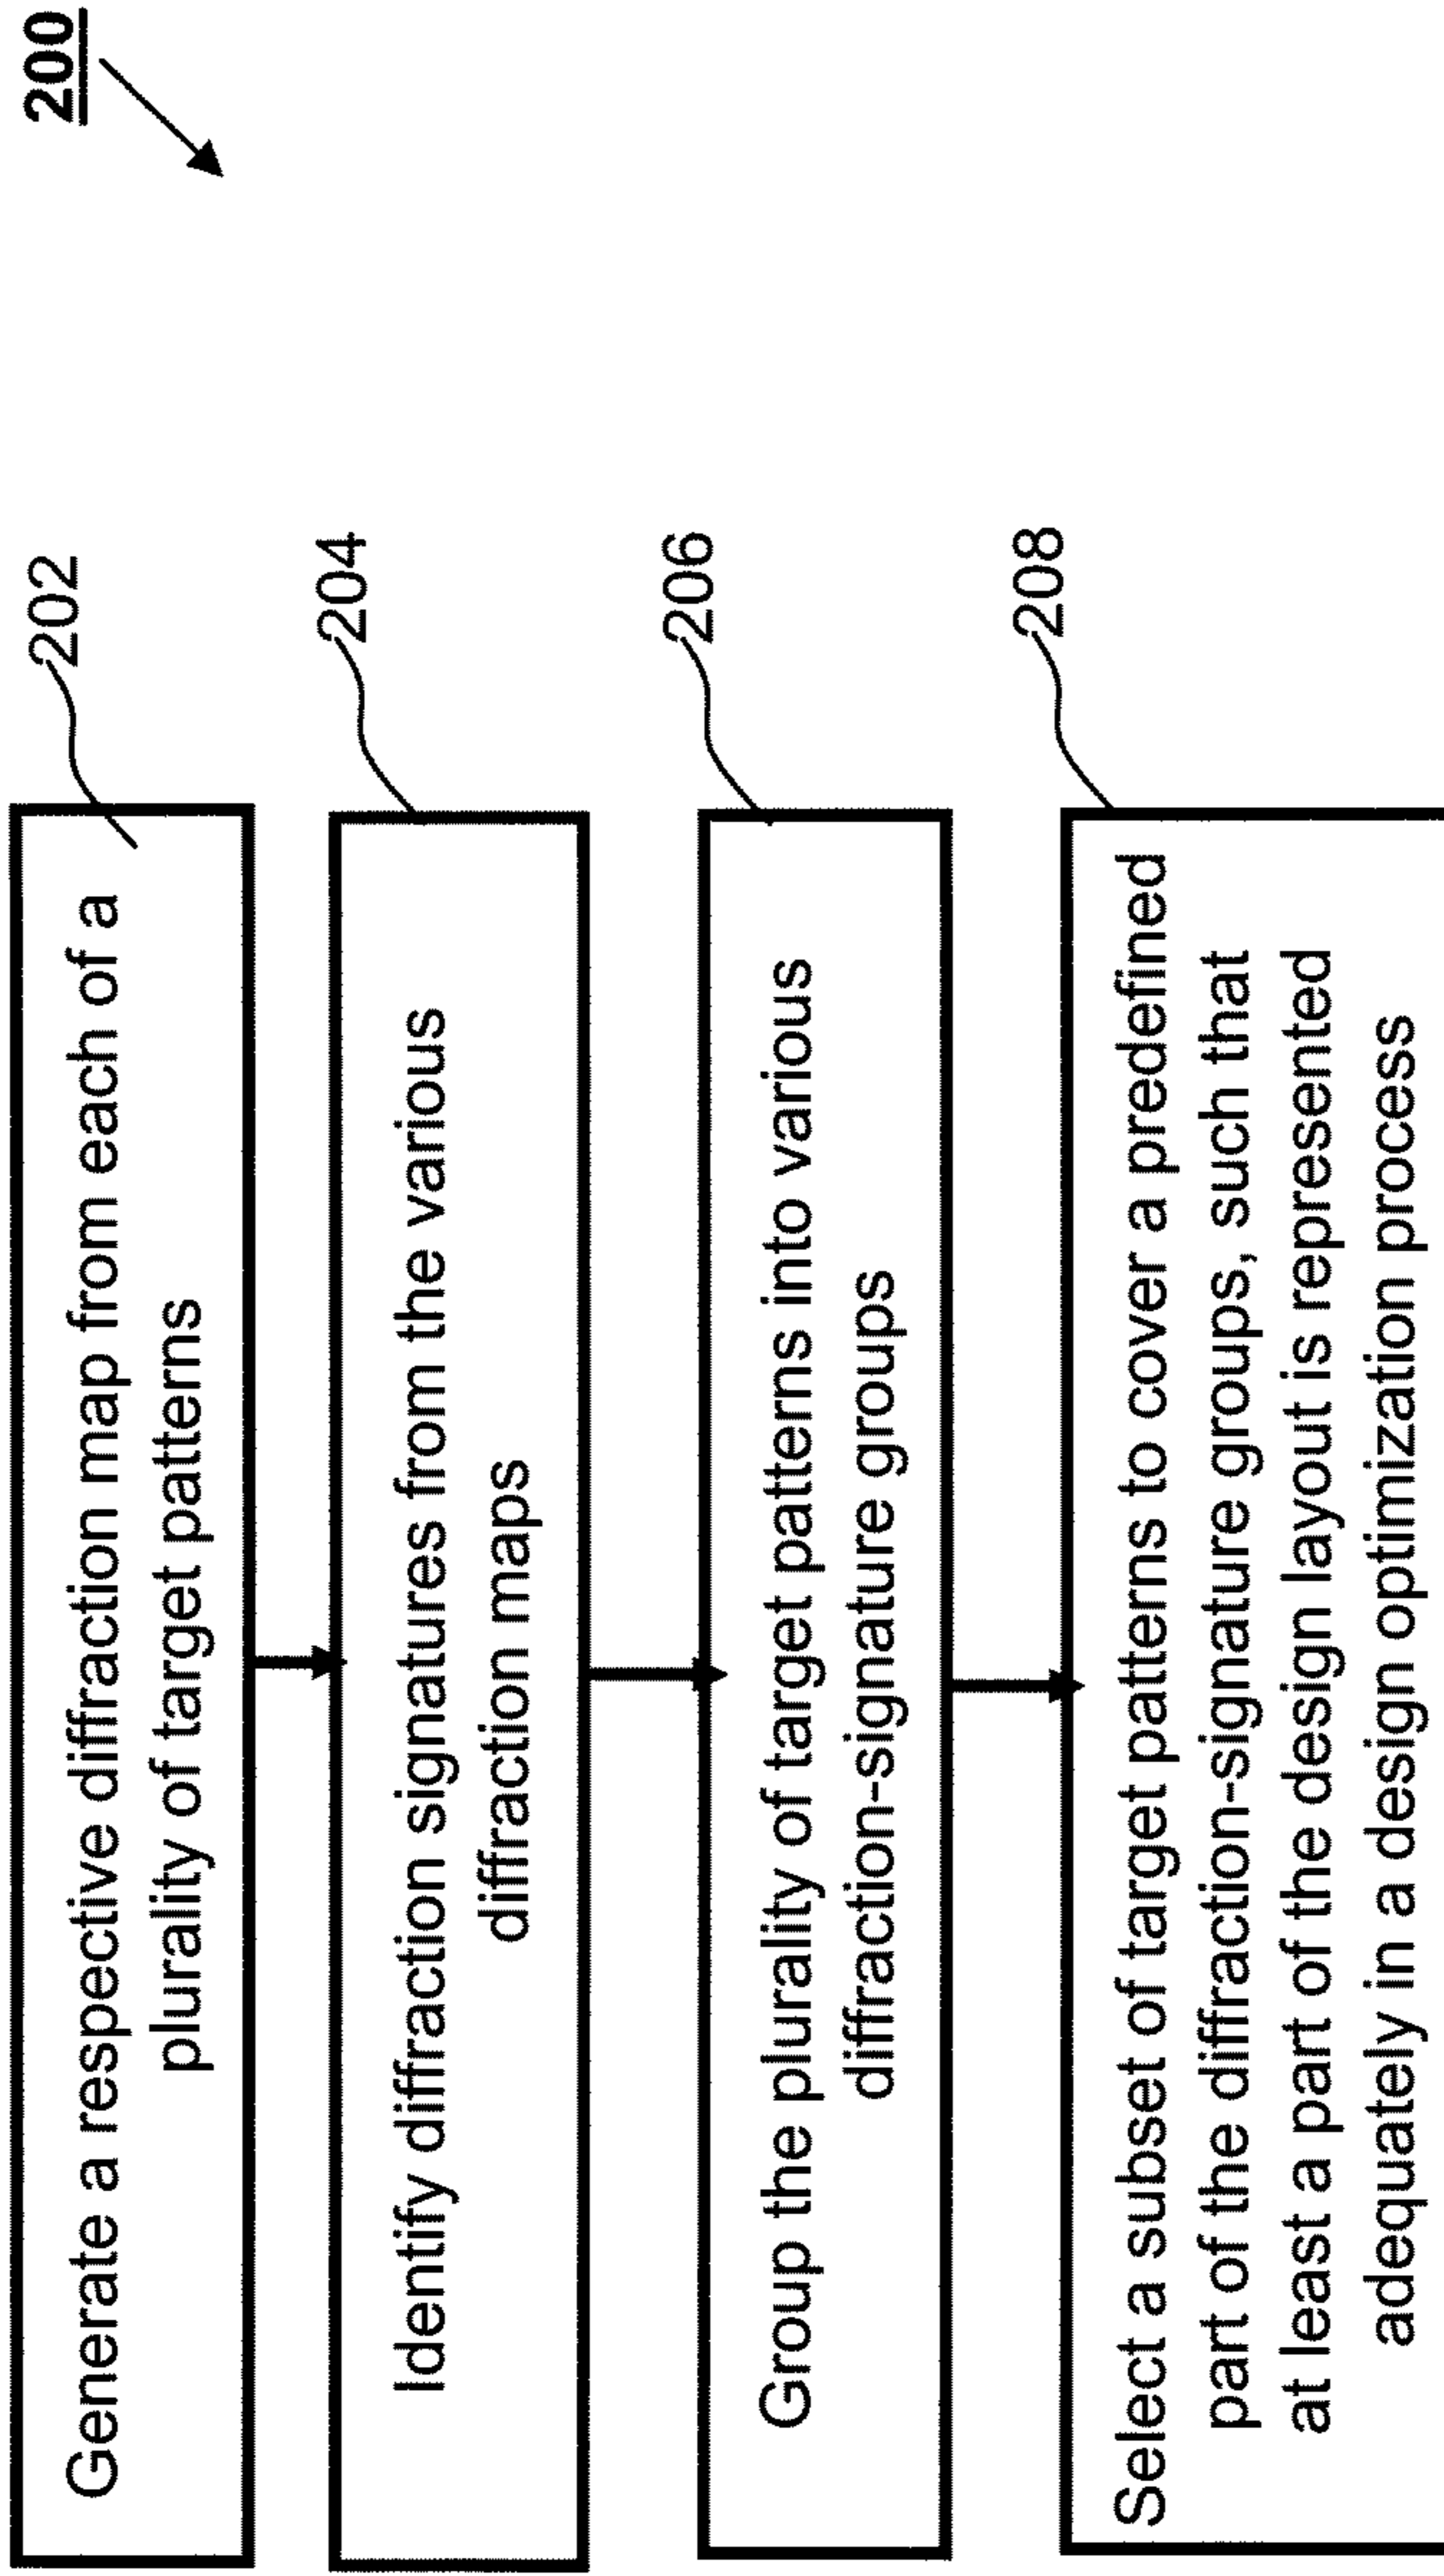 200
202
Generate a respective diffraction map from each of a
plurality of target patterns
204
Identify diffraction signatures from the various
diffraction maps
206
Group the plurality of target patterns into various
diffraction-signature groups
208
Select a subset of target patterns to cover a predefined
part of the diffraction-signature groups, such that
at least a part of the design layout is represented
adequately in a design optimization process